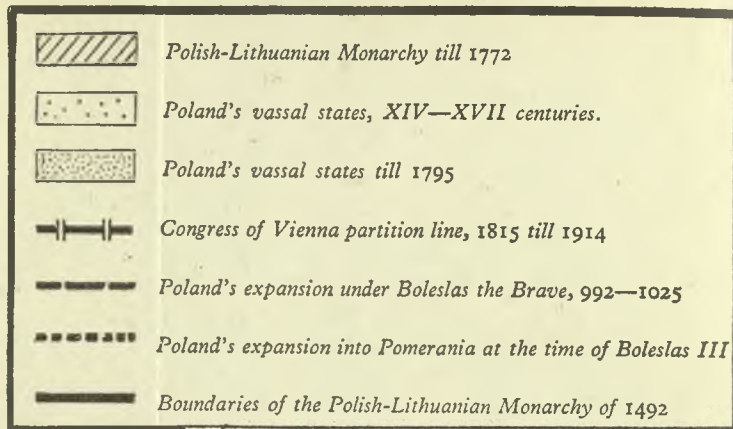 Polish-Lithuanian Monarchy till 1772
Poland's vassal states, XIV—XVII centuries.
Poland's vassal states till 1795
Congress of Vienna partition line, 1815 till 1914
Poland's expansion under Boleslas the Brave, 992—1025
Poland's expansion into Pomerania at the time of Boleslas III
Boundaries of the Polish-Lithuanian Monarchy of 1492